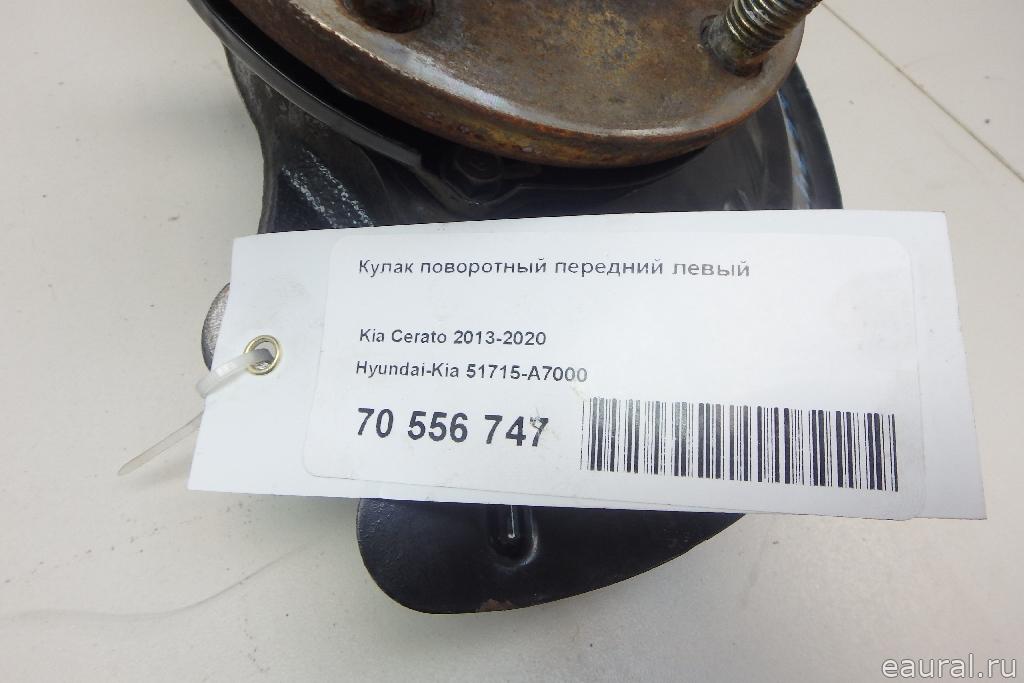 Кулак поворотный передний левый
Kia Cerato 2013-2020
Hyundai-Kia 51715-A7000
70 556 747
eaural.ru